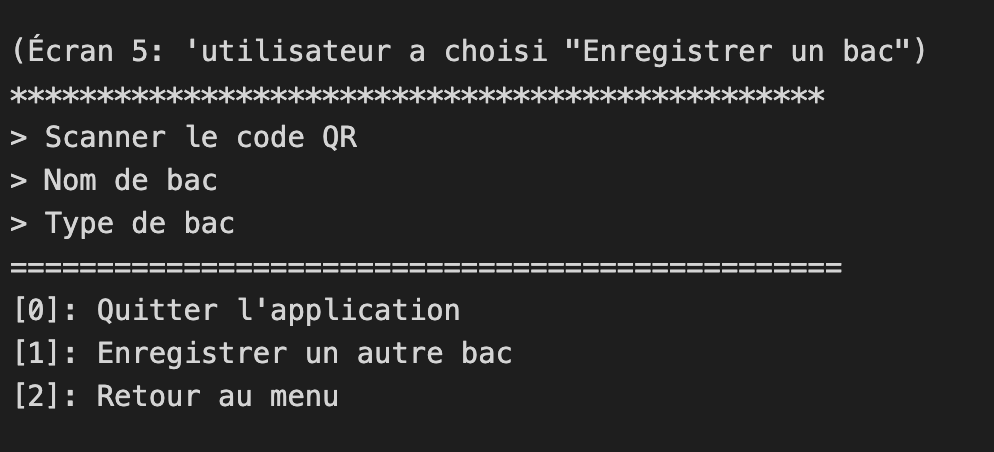 (Écran 5: 'utilisateur a choisi "Enregistrer un bac")
***********************************************
> Scanner le code QR
> Nom de bac
> Type de bac
================================================
[0]: Quitter l'application
[1]: Enregistrer un autre bac
[2]: Retour au menu